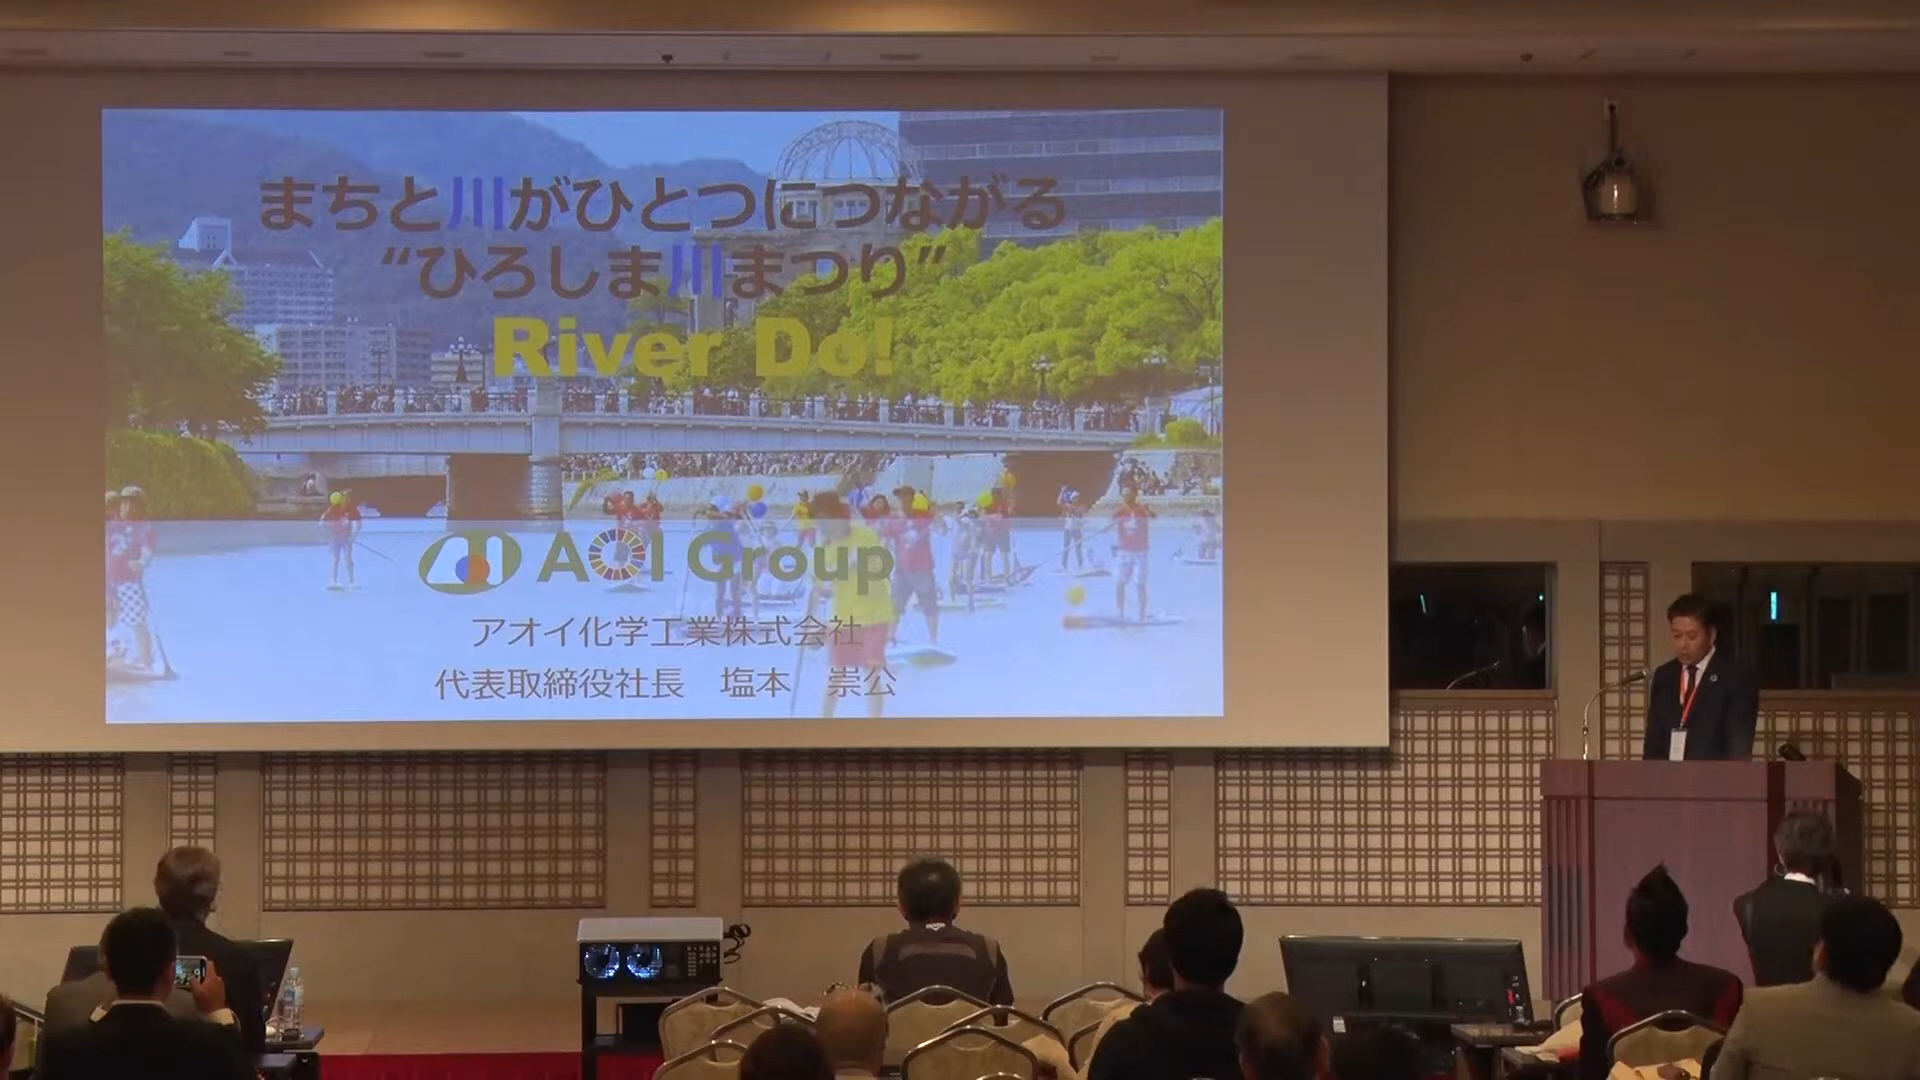 まちと川がひとつにつながる
“ひろしま川まつり”
River Do!
AOI Group
アオイ化学工業株式会社
代表取締役社長　塩本　崇公